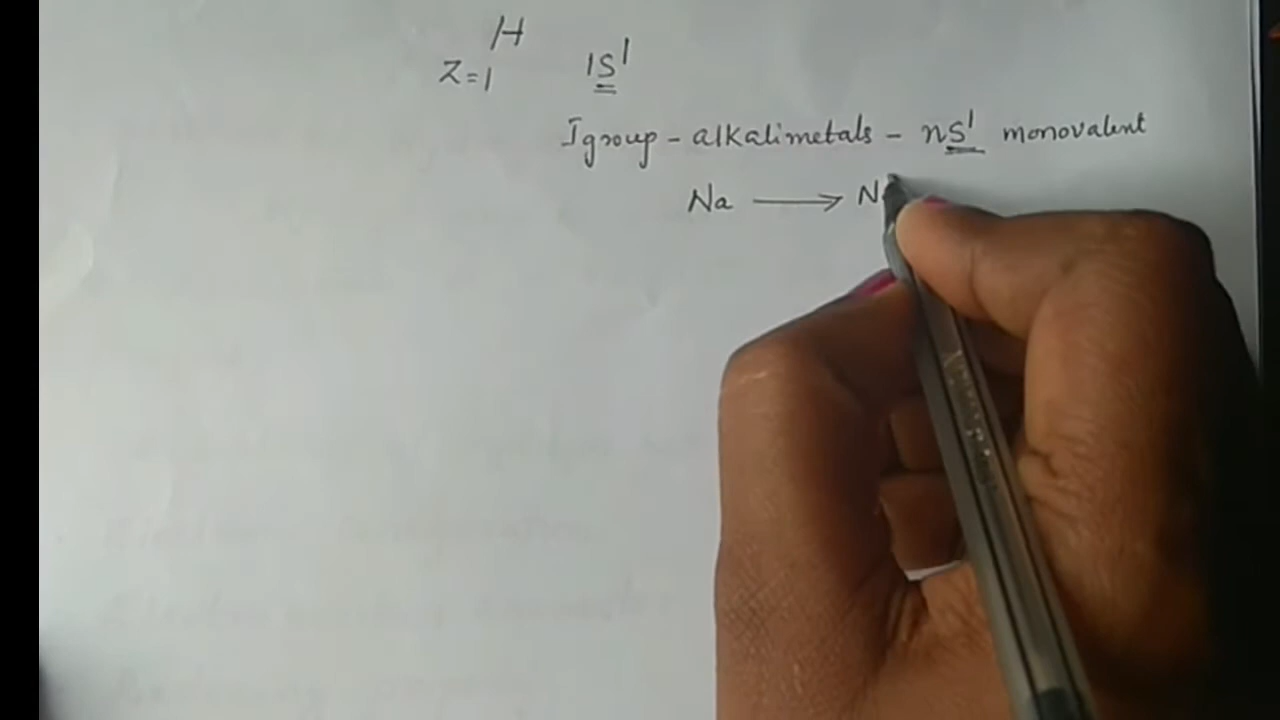 H
Z=1 1S¹
I group - alkalimetals - nS¹ monovalent
Na ⟶ N